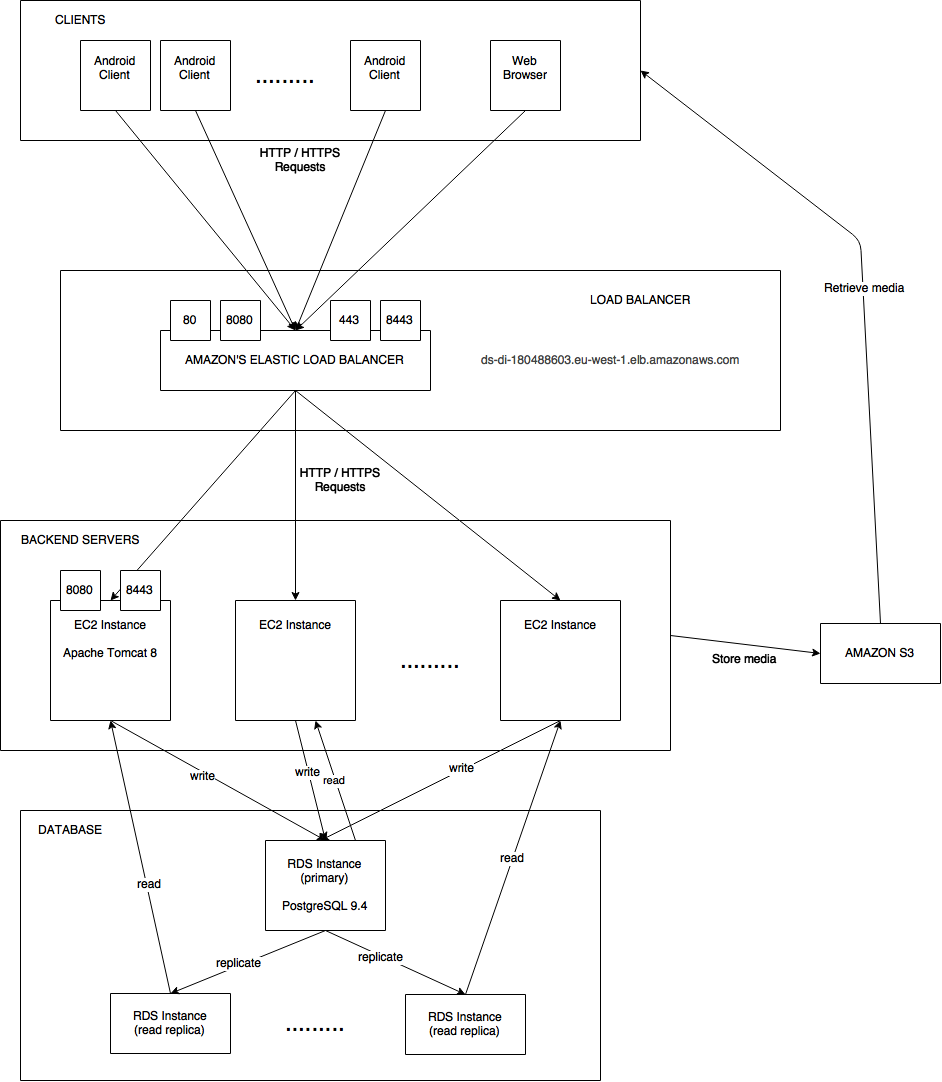 CLIENTS
Android
Client
Android
Client
.........
Android
Client
Web
Browser
HTTP / HTTPS
Requests
Retrieve media
LOAD BALANCER
80
8080
443
8443
AMAZON'S ELASTIC LOAD BALANCER
ds-di-180488603.eu-west-1.elb.amazonaws.com
HTTP / HTTPS
Requests
BACKEND SERVERS
8080
8443
EC2 Instance
Apache Tomcat 8
EC2 Instance
.........
EC2 Instance
Store media
AMAZON S3
write
write
read
write
DATABASE
RDS Instance
(primary)
PostgreSQL 9.4
read
read
replicate
replicate
RDS Instance
(read replica)
.........
RDS Instance
(read replica)